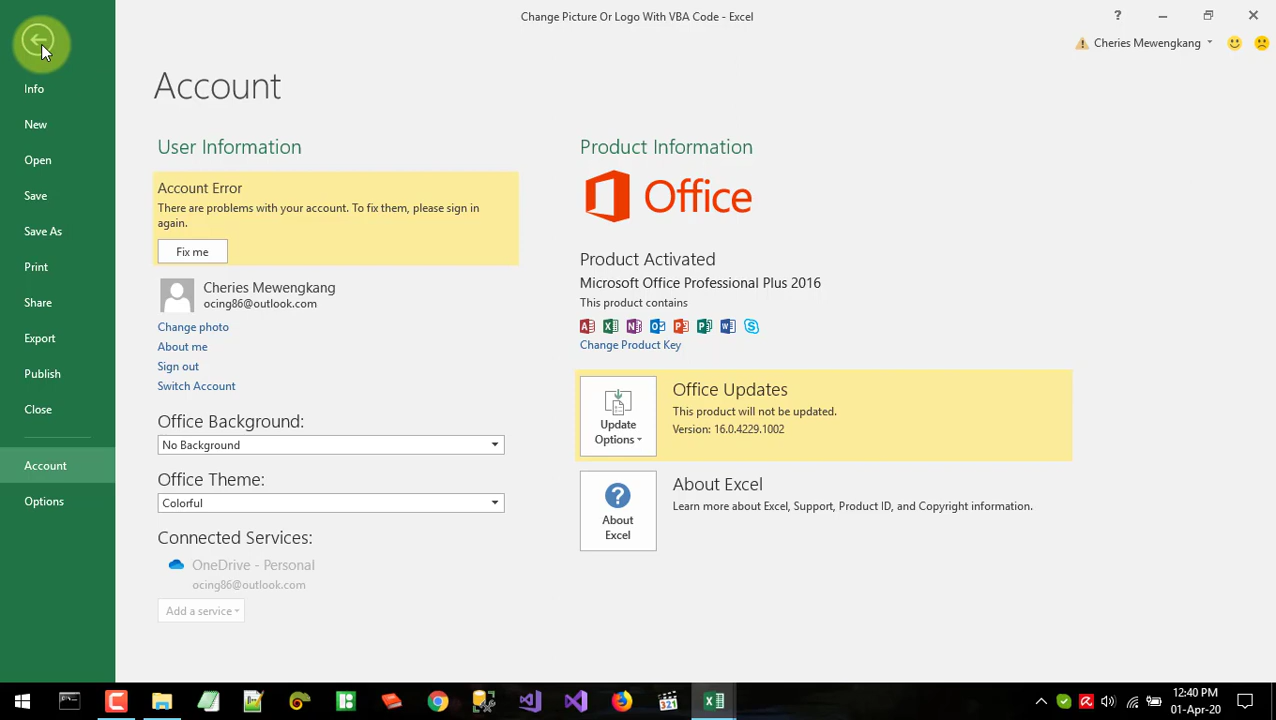 Change Picture Or Logo With VBA Code - Excel
?
Cheries Mewengkang
Info
New
Open
Save
Save As
Print
Share
Export
Publish
Close
Account
Options
Account
User Information
Account Error
There are problems with your account. To fix them, please sign in
again.
Fix me
Cheries Mewengkang
ocing86@outlook.com
Change photo
About me
Sign out
Switch Account
Office Background:
No Background
Office Theme:
Colorful
Connected Services:
OneDrive - Personal
ocing86@outlook.com
Add a service
Product Information
Office
Product Activated
Microsoft Office Professional Plus 2016
This product contains
Change Product Key
Update
Options
Office Updates
This product will not be updated.
Version: 16.0.4229.1002
?
About
Excel
About Excel
Learn more about Excel, Support, Product ID, and Copyright information.
321
12:40 PM
01-Apr-20